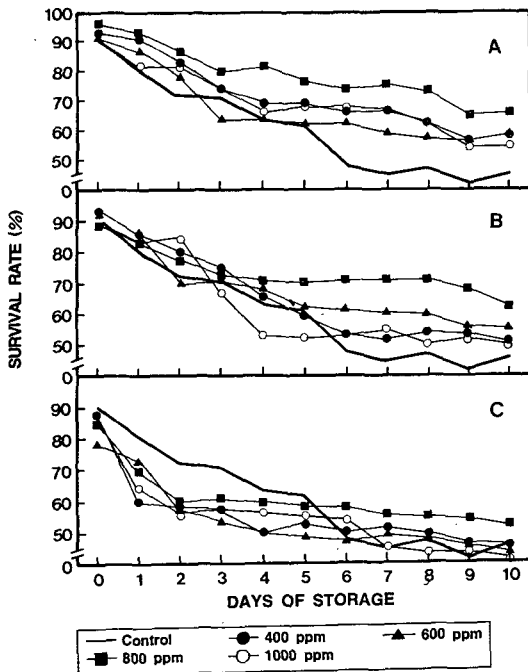 100
90
80
70
60
50
0
A
90
80
70
60
50
0
B
90
80
70
60
50
0
C
SURVIVAL RATE (%)
0 1 2 3 4 5 6 7 8 9 10
DAYS OF STORAGE
Control 400 ppm 600 ppm
800 ppm 1000 ppm